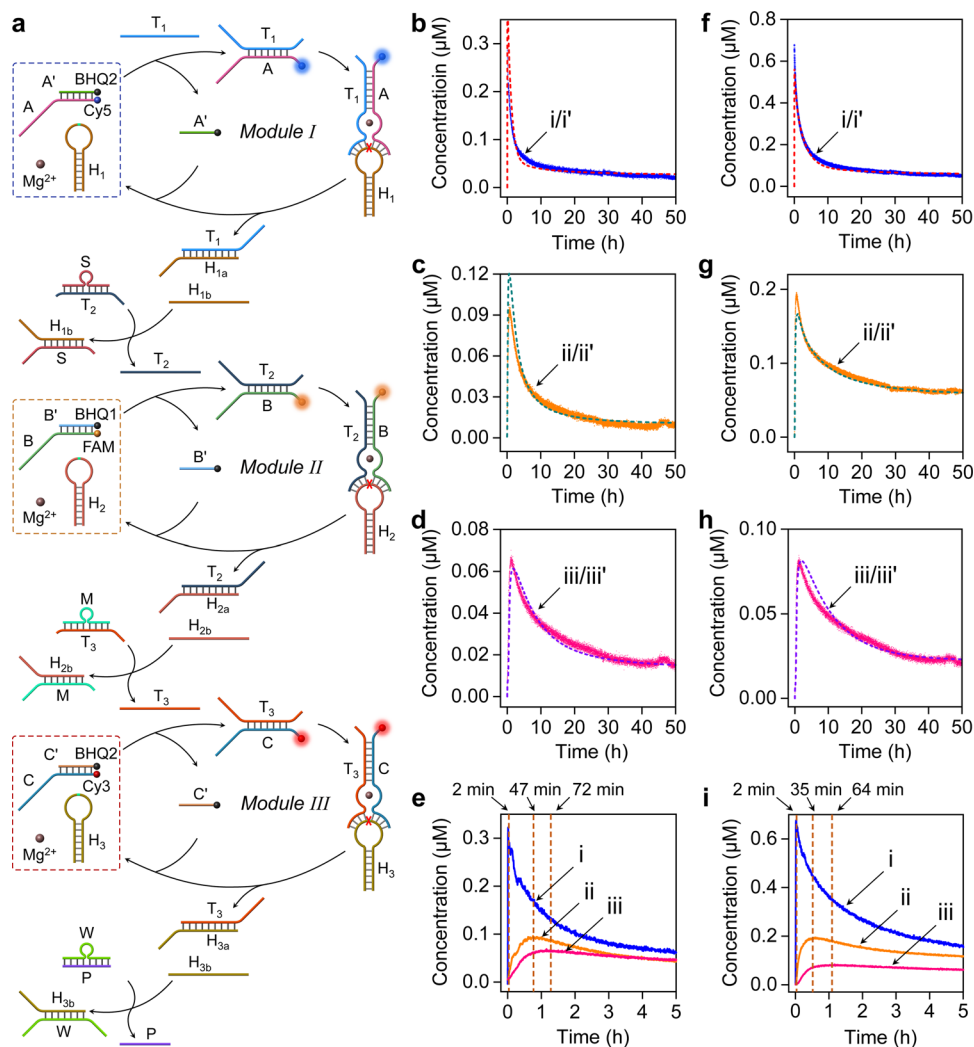 a
T₁
T₁
A
A'
BHQ2
A
Cy5
T₁
A
A'
Module I
H₁
Mg²⁺
H₁
T₁
H₁ₐ
S
T₂
H₁b
H₁b
S
T₂
T₂
B
B'
BHQ1
B
FAM
T₂
B
B'
Module II
H₂
Mg²⁺
H₂
T₂
H₂ₐ
M
T₃
H₂b
H₂b
M
T₃
T₃
C
C'
BHQ2
C
Cy3
T₃
C
C'
Module III
H₃
Mg²⁺
H₃
T₃
H₃ₐ
W
P
H₃b
H₃b
W
P
b
Concentratioin (µM)
0.3
0.2
0.1
0.0
i/i'
0 10 20 30 40 50
Time (h)
f
Concentration (µM)
0.8
0.6
0.4
0.2
0.0
i/i'
0 10 20 30 40 50
Time (h)
c
Concentration (µM)
0.12
0.09
0.06
0.03
0.00
ii/ii'
0 10 20 30 40 50
Time (h)
g
Concentration (µM)
0.2
0.1
0.0
ii/ii'
0 10 20 30 40 50
Time (h)
d
Concentration (µM)
0.08
0.06
0.04
0.02
0.00
iii/iii'
0 10 20 30 40 50
Time (h)
h
Concentration (µM)
0.10
0.05
0.00
iii/iii'
0 10 20 30 40 50
Time (h)
e
2 min 47 min 72 min
Concentration (µM)
0.3
0.2
0.1
0.0
i
ii
iii
0 1 2 3 4 5
Time (h)
i
2 min 35 min 64 min
Concentration (µM)
0.6
0.4
0.2
0.0
i
ii
iii
0 1 2 3 4 5
Time (h)